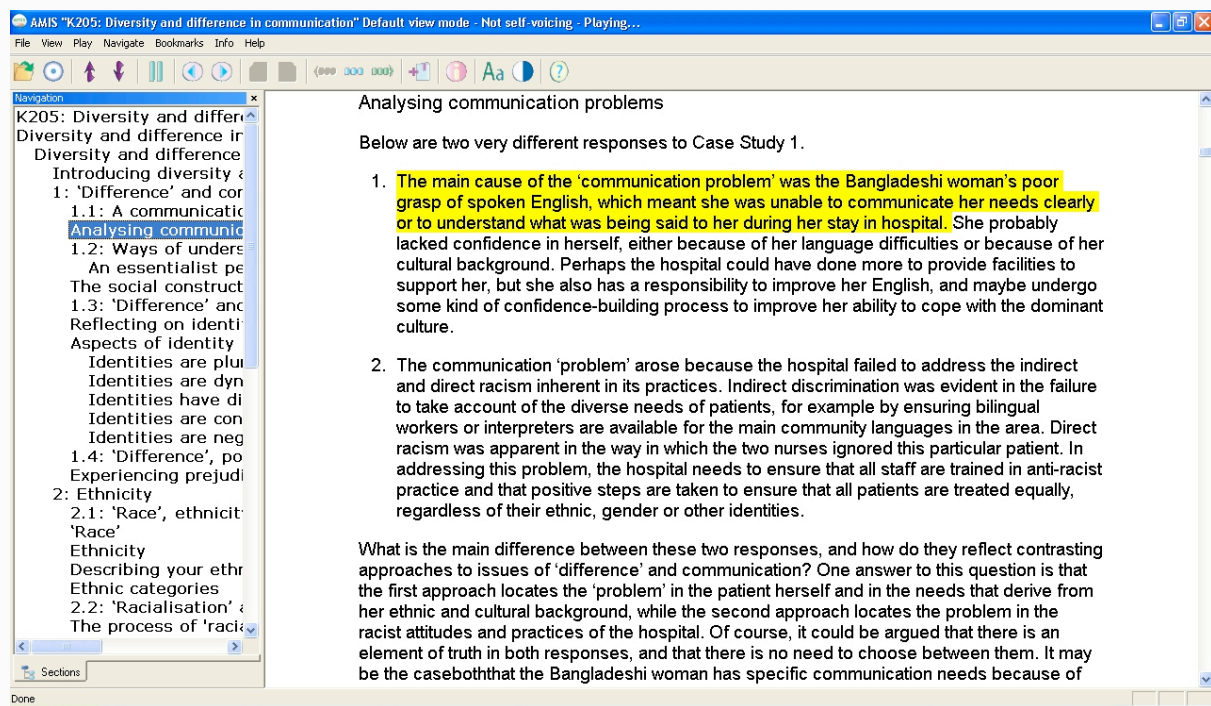 AMIS "K205: Diversity and difference in communication" Default view mode - Not self-voicing - Playing...
File View Play Navigate Bookmarks Info Help
Aa
Navigation
K205: Diversity and differe
Diversity and difference in
Diversity and difference
Introducing diversity a
1: 'Difference' and cor
1.1: A communicatio
Analysing communic
1.2: Ways of unders
An essentialist pe
The social construct
1.3: 'Difference' and
Reflecting on identi
Aspects of identity
Identities are plur
Identities are dyn
Identities have di
Identities are con
Identities are neg
1.4: 'Difference', po
Experiencing prejudi
2: Ethnicity
2.1: 'Race', ethnicit
'Race'
Ethnicity
Describing your ethr
Ethnic categories
2.2: 'Racialisation' a
The process of 'racia
Sections
Done
Analysing communication problems
Below are two very different responses to Case Study 1.
1. The main cause of the 'communication problem' was the Bangladeshi woman's poor
grasp of spoken English, which meant she was unable to communicate her needs clearly
or to understand what was being said to her during her stay in hospital. She probably
lacked confidence in herself, either because of her language difficulties or because of her
cultural background. Perhaps the hospital could have done more to provide facilities to
support her, but she also has a responsibility to improve her English, and maybe undergo
some kind of confidence-building process to improve her ability to cope with the dominant
culture.
2. The communication 'problem' arose because the hospital failed to address the indirect
and direct racism inherent in its practices. Indirect discrimination was evident in the failure
to take account of the diverse needs of patients, for example by ensuring bilingual
workers or interpreters are available for the main community languages in the area. Direct
racism was apparent in the way in which the two nurses ignored this particular patient. In
addressing this problem, the hospital needs to ensure that all staff are trained in anti-racist
practice and that positive steps are taken to ensure that all patients are treated equally,
regardless of their ethnic, gender or other identities.
What is the main difference between these two responses, and how do they reflect contrasting
approaches to issues of 'difference' and communication? One answer to this question is that
the first approach locates the 'problem' in the patient herself and in the needs that derive from
her ethnic and cultural background, while the second approach locates the problem in the
racist attitudes and practices of the hospital. Of course, it could be argued that there is an
element of truth in both responses, and that there is no need to choose between them. It may
be the caseboththat the Bangladeshi woman has specific communication needs because of